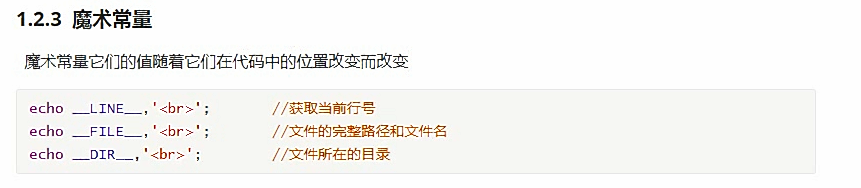 1.2.3 魔术常量
魔术常量它们的值随着它们在代码中的位置改变而改变
echo __LINE__,'<br>'; //获取当前行号
echo __FILE__,'<br>'; //文件的完整路径和文件名
echo __DIR__,'<br>'; //文件所在的目录